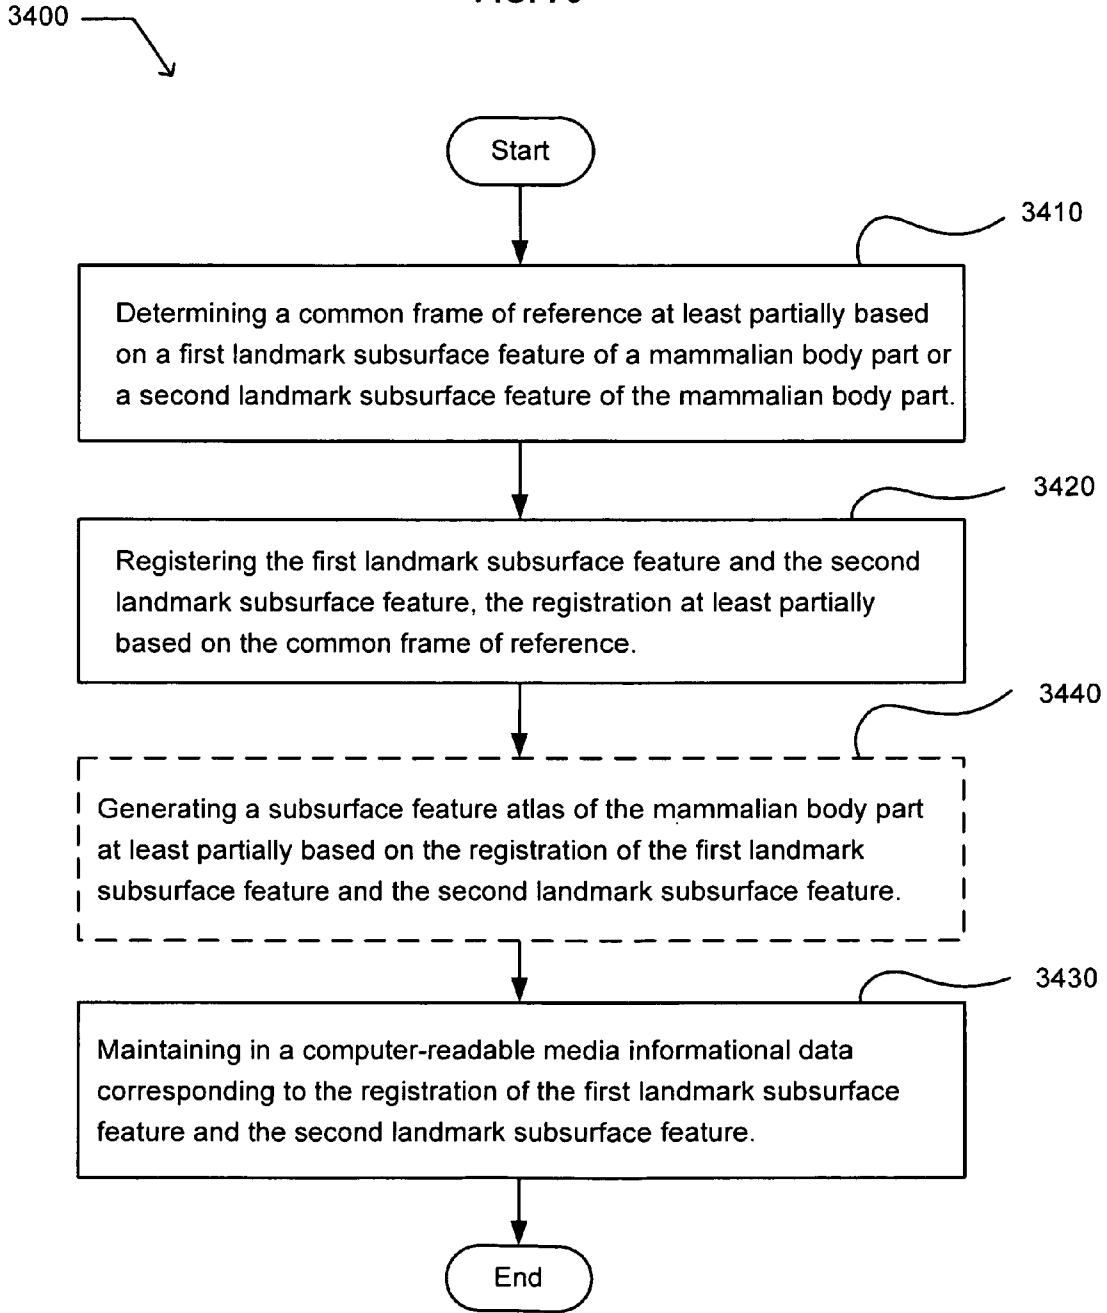 3400
Start
3410
Determining a common frame of reference at least partially based
on a first landmark subsurface feature of a mammalian body part or
a second landmark subsurface feature of the mammalian body part.
3420
Registering the first landmark subsurface feature and the second
landmark subsurface feature, the registration at least partially
based on the common frame of reference.
3440
Generating a subsurface feature atlas of the mammalian body part
at least partially based on the registration of the first landmark
subsurface feature and the second landmark subsurface feature.
3430
Maintaining in a computer-readable media informational data
corresponding to the registration of the first landmark subsurface
feature and the second landmark subsurface feature.
End